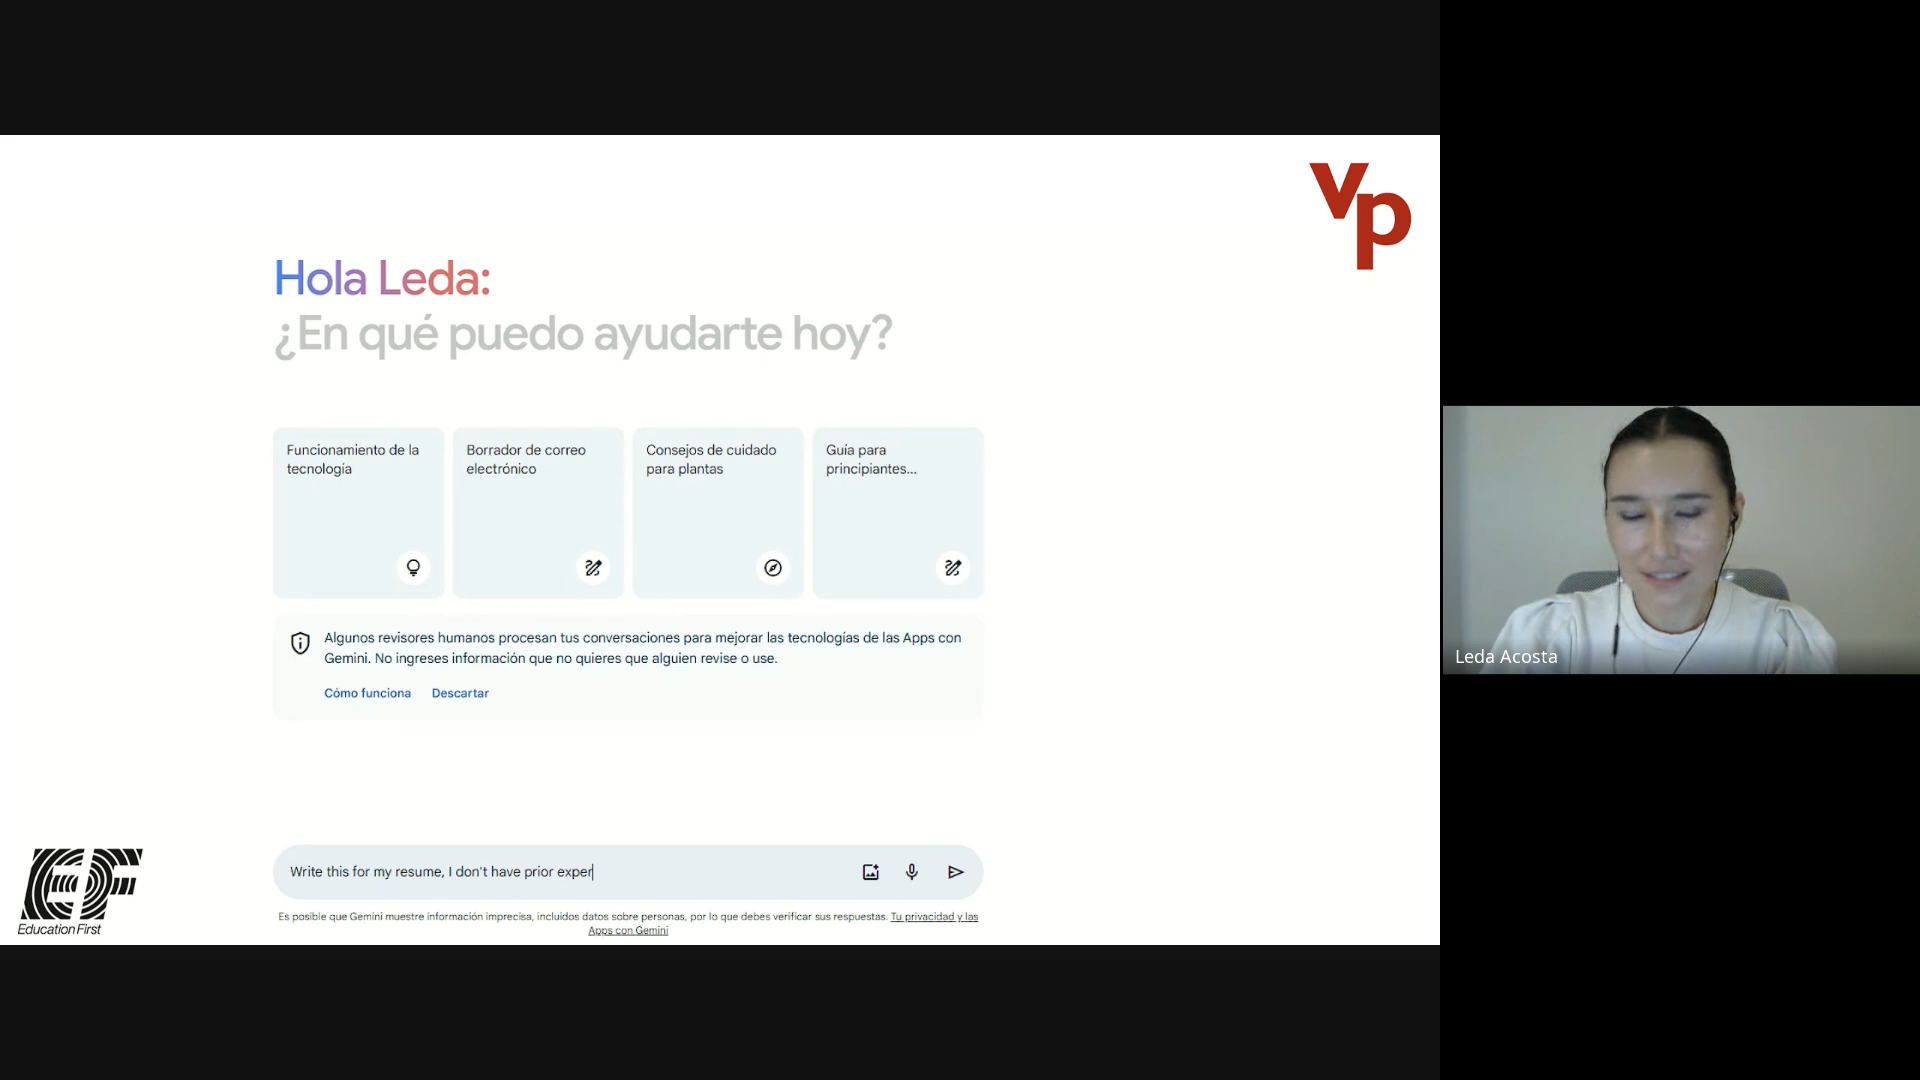 Vp
Hola Leda:
¿En qué puedo ayudarte hoy?
Funcionamiento de la
tecnología
Borrador de correo
electrónico
Consejos de cuidado
para plantas
Guía para
principiantes...
Algunos revisores humanos procesan tus conversaciones para mejorar las tecnologías de las Apps con
Gemini. No ingreses información que no quieres que alguien revise o use.
Cómo funciona Descartar
Leda Acosta
Write this for my resume, I don't have prior exper
Es posible que Gemini muestre información imprecisa, incluidos datos sobre personas, por lo que debes verificar sus respuestas. Tu privacidad y las
Apps con Gemini
EF
Education First